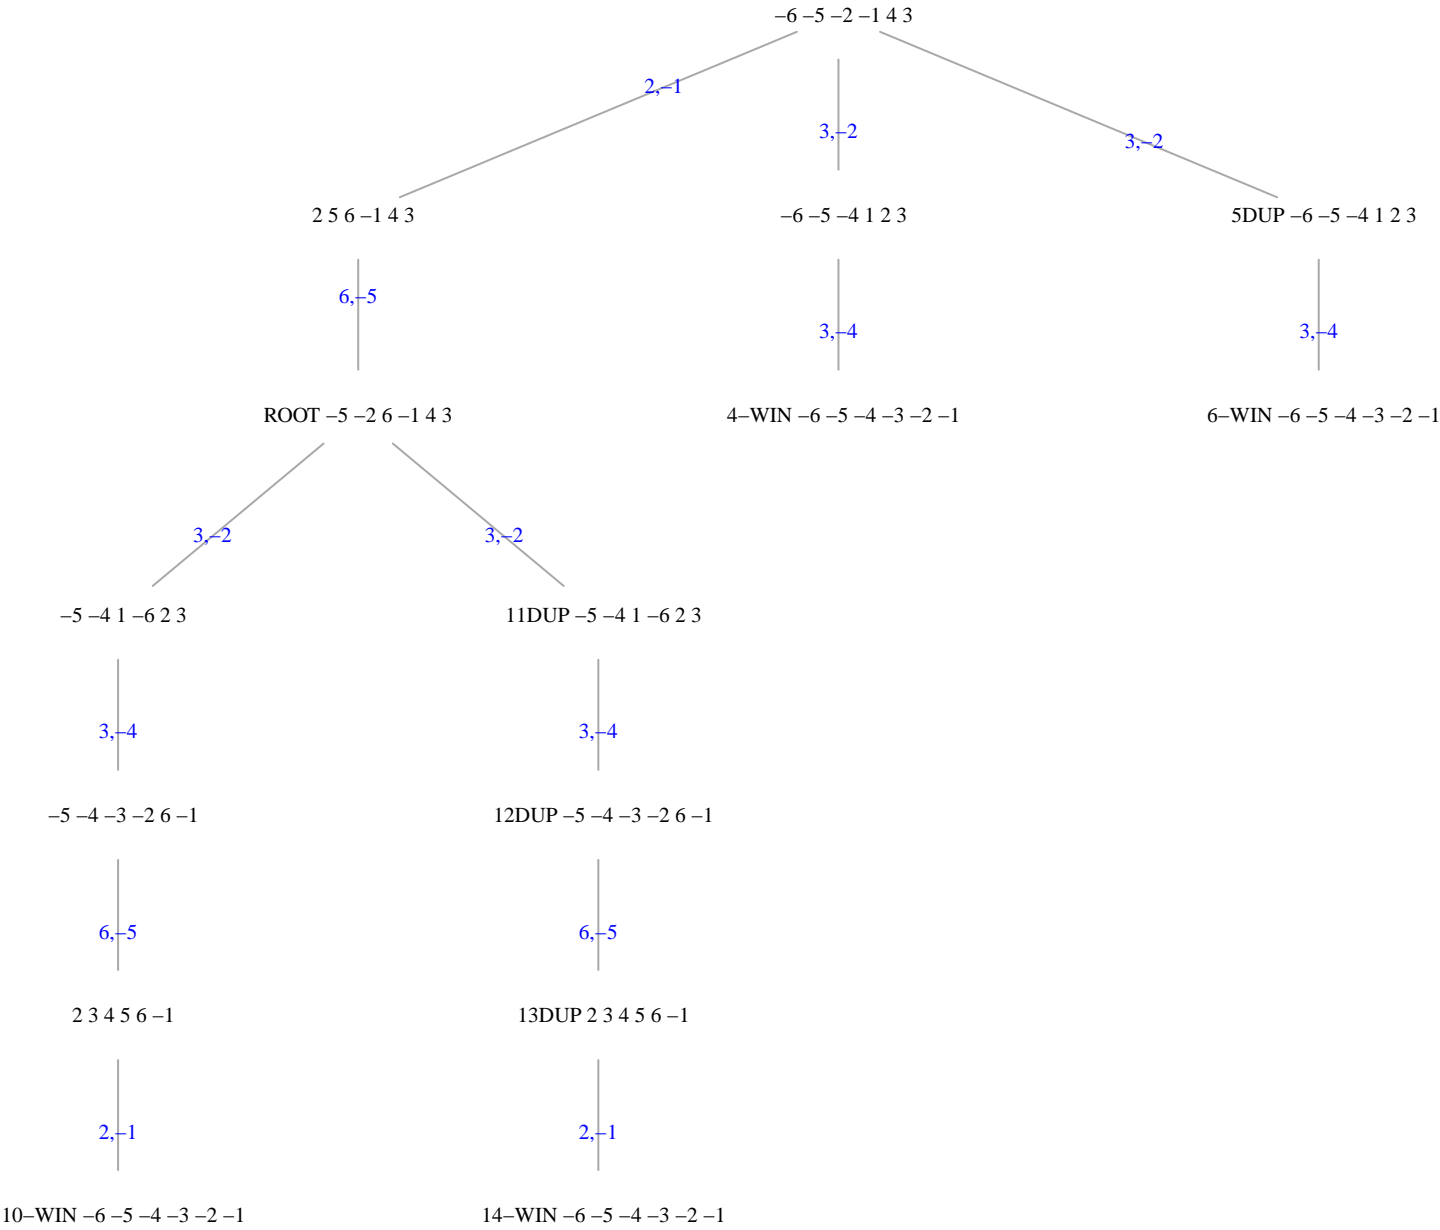 –6 –5 –2 –1 4 3
2,–1
3,–2
3,–2
2 5 6 –1 4 3
–6 –5 –4 1 2 3
5DUP –6 –5 –4 1 2 3
6,–5
3,–4
3,–4
ROOT –5 –2 6 –1 4 3
4–WIN –6 –5 –4 –3 –2 –1
6–WIN –6 –5 –4 –3 –2 –1
3,–2
3,–2
–5 –4 1 –6 2 3
11DUP –5 –4 1 –6 2 3
3,–4
3,–4
–5 –4 –3 –2 6 –1
12DUP –5 –4 –3 –2 6 –1
6,–5
6,–5
2 3 4 5 6 –1
13DUP 2 3 4 5 6 –1
2,–1
2,–1
10–WIN –6 –5 –4 –3 –2 –1
14–WIN –6 –5 –4 –3 –2 –1